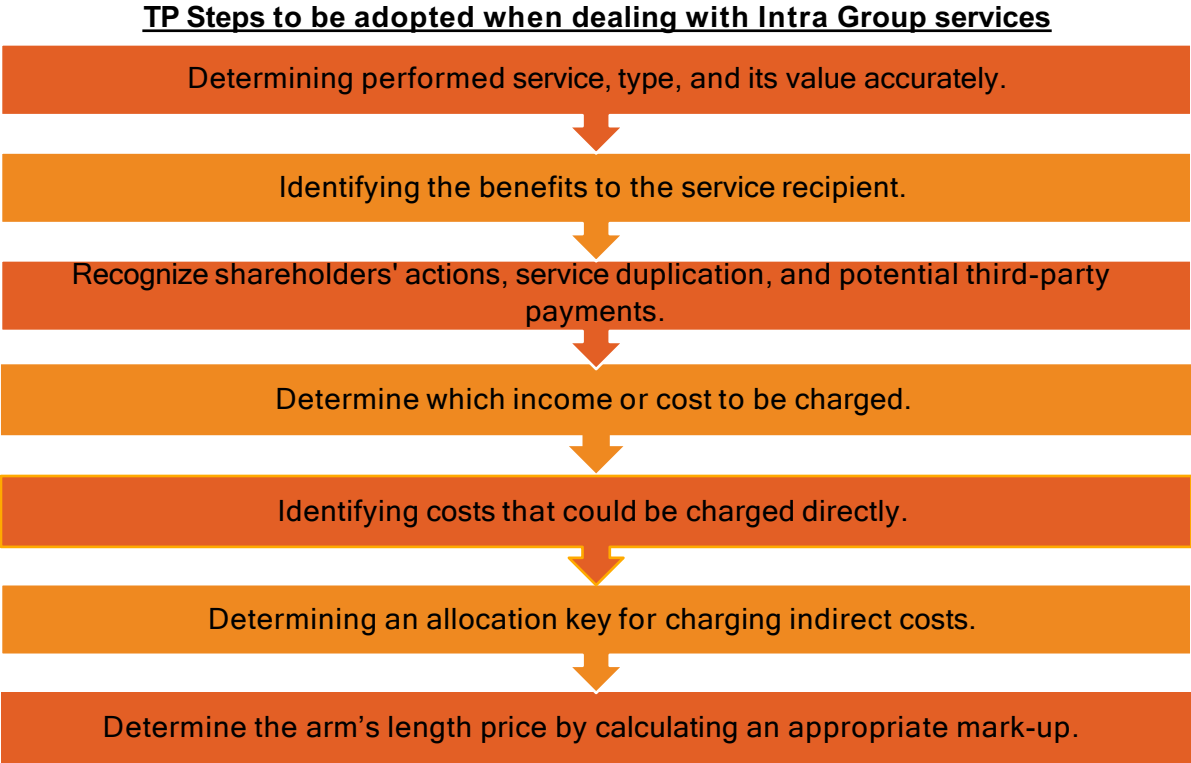 TP Steps to be adopted when dealing with Intra Group services
Determining performed service, type, and its value accurately.
Identifying the benefits to the service recipient.
Recognize shareholders' actions, service duplication, and potential third-party
payments.
Determine which income or cost to be charged.
Identifying costs that could be charged directly.
Determining an allocation key for charging indirect costs.
Determine the arm’s length price by calculating an appropriate mark-up.